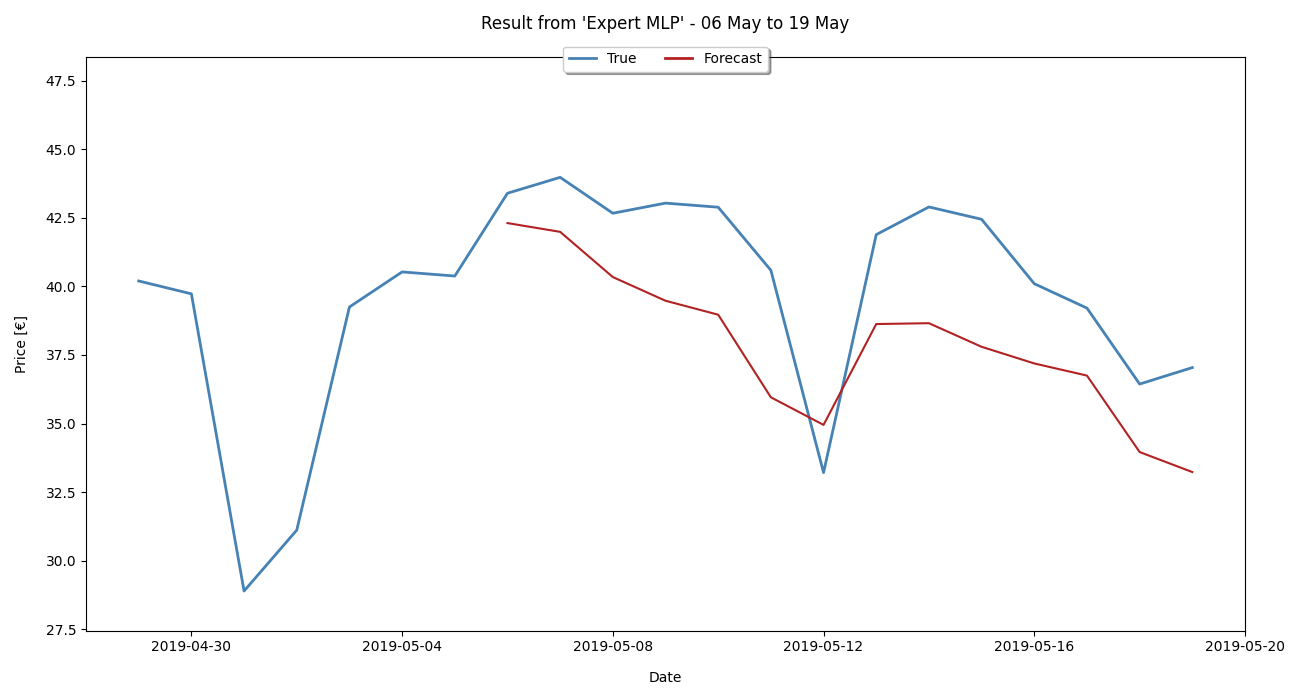 Result from 'Expert MLP' - 06 May to 19 May
True Forecast
47.5
45.0
42.5
40.0
37.5
35.0
32.5
30.0
27.5
Price [€]
2019-04-30 2019-05-04 2019-05-08 2019-05-12 2019-05-16 2019-05-20
Date